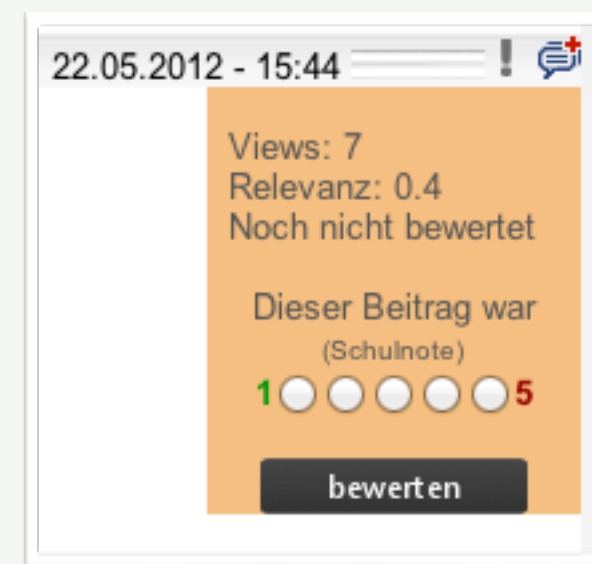 22.05.2012 - 15:44
Views: 7
Relevanz: 0.4
Noch nicht bewertet
Dieser Beitrag war
(Schulnote)
1 5
bewerten